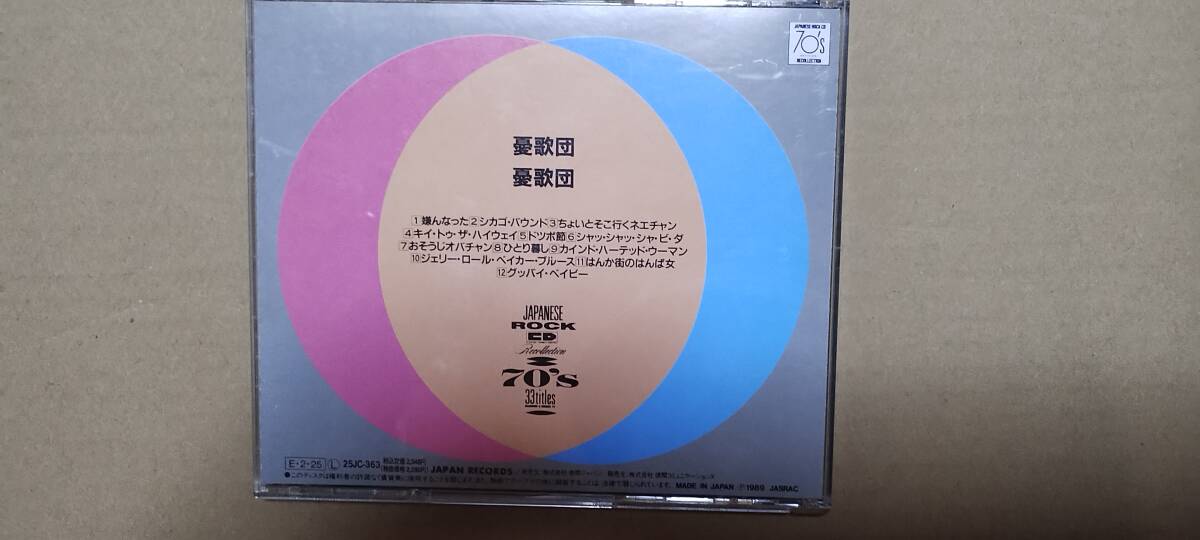 JAPANESE ROCK CD
70's
RECOLLECTION
憂歌団
憂歌団
1 嫌んなった 2 シカゴ・バウンド 3 ちょいとそこ行くネエチャン
4 キイ・トゥ・ザ・ハイウェイ 5 ドツボ節 6 シャッ・シャッ・シャ・ビ・ダ
7 おそうじオバチャン 8 ひとり暮し 9 カインド・ハーテッド・ウーマン
10 ジェリー・ロール・ベイカー・ブルース 11 はんか街のはんぱ女
12 グッバイ・ベイビー
JAPANESE
ROCK
CD
Recollection
70's
33titles
E・2・25 Ⓛ 25JC-363 JAPAN RECORDS
MADE IN JAPAN Ⓟ1989 JASRAC